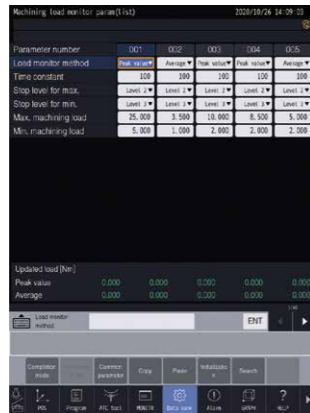 Machining load monitor param(list) 2020/10/26 14:09:03
Parameter number 001 002 003 004 005
Load monitor method Peak value▼ Average▼ Peak value▼ Peak value▼ Average▼
Time constant 100 100 100 100 100
Stop level for max. Level 2▼ Level 2▼ Level 2▼ Level 2▼ Level 2▼
Stop level for min. Level 3▼ Level 3▼ Level 3▼ Level 3▼ Level 3▼
Max. machining load 25.000 3.500 10.000 8.500 5.000
Min. machining load 5.000 1.000 2.000 2.000 2.000
Updated load [Nm]
Peak value 0.000 0.000 0.000 0.000 0.000
Average 0.000 0.000 0.000 0.000 0.000
Load monitor method ENT
Completion mode Common parameter Copy Paste Initialization Search
POS Program ATC tool MONITR Data bank Alarm GRAPH HELP